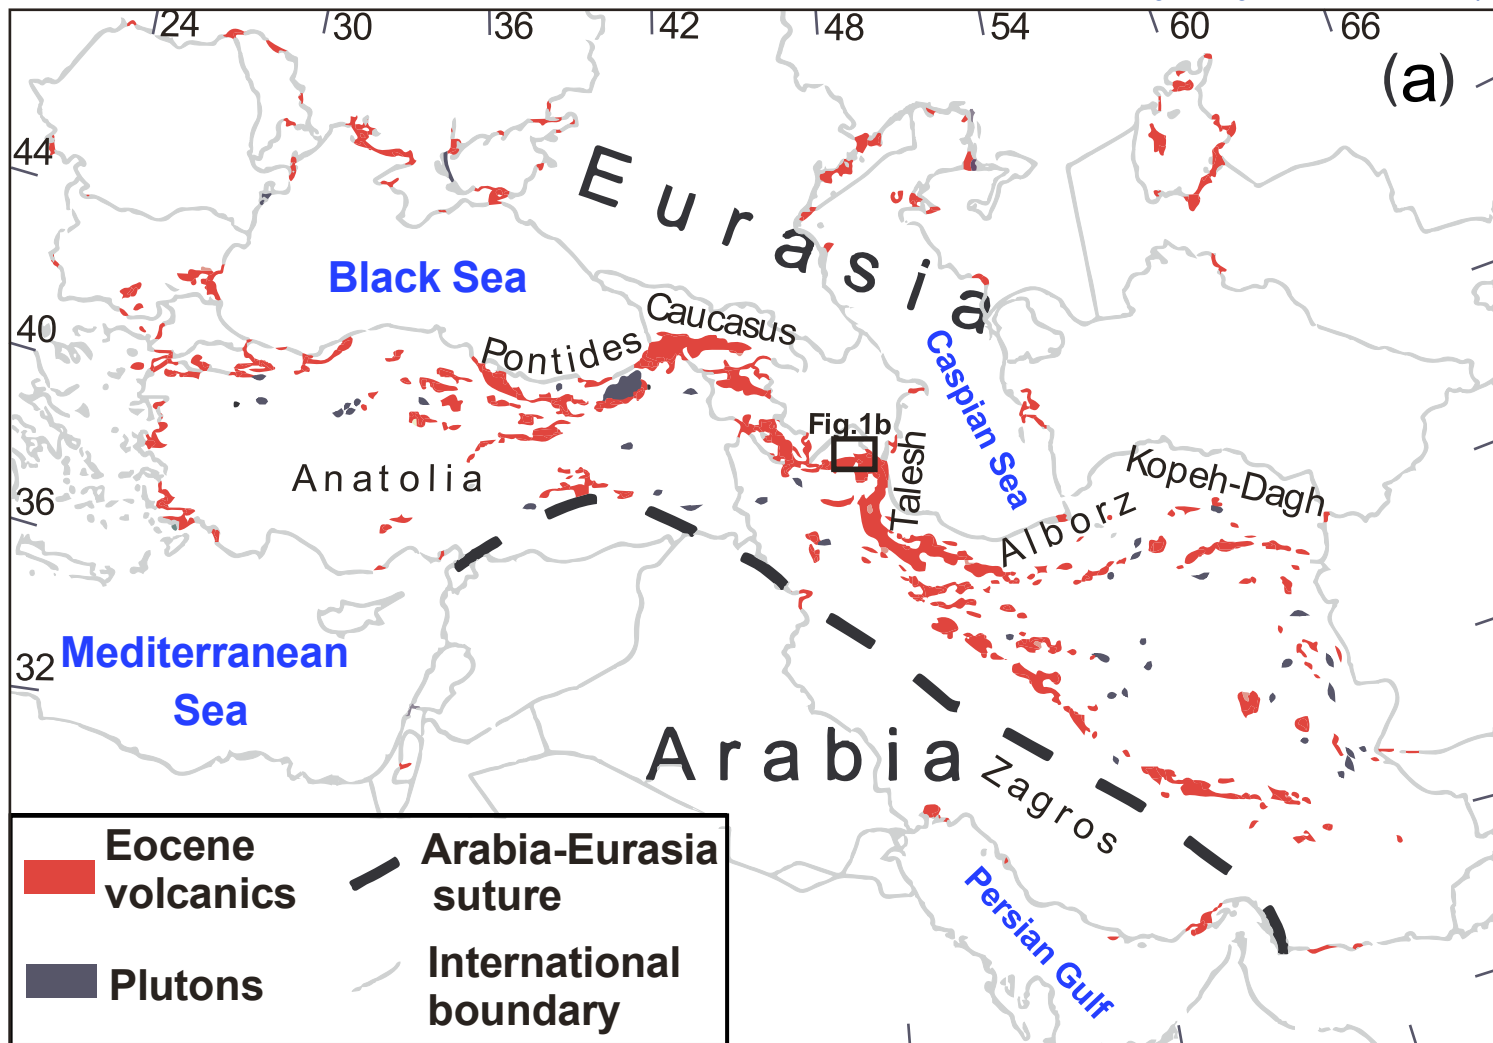 24
30
36
42
48
54
60
66
(a)
44
Eurasia
Black Sea
Caucasus
40
Pontides
Caspian Sea
Fig.1b
Talesh
Kopeh-Dagh
Anatolia
Alborz
36
Mediterranean
Sea
32
Arabia
Zagros
Persian Gulf
Eocene
volcanics
Arabia-Eurasia
suture
Plutons
International
boundary